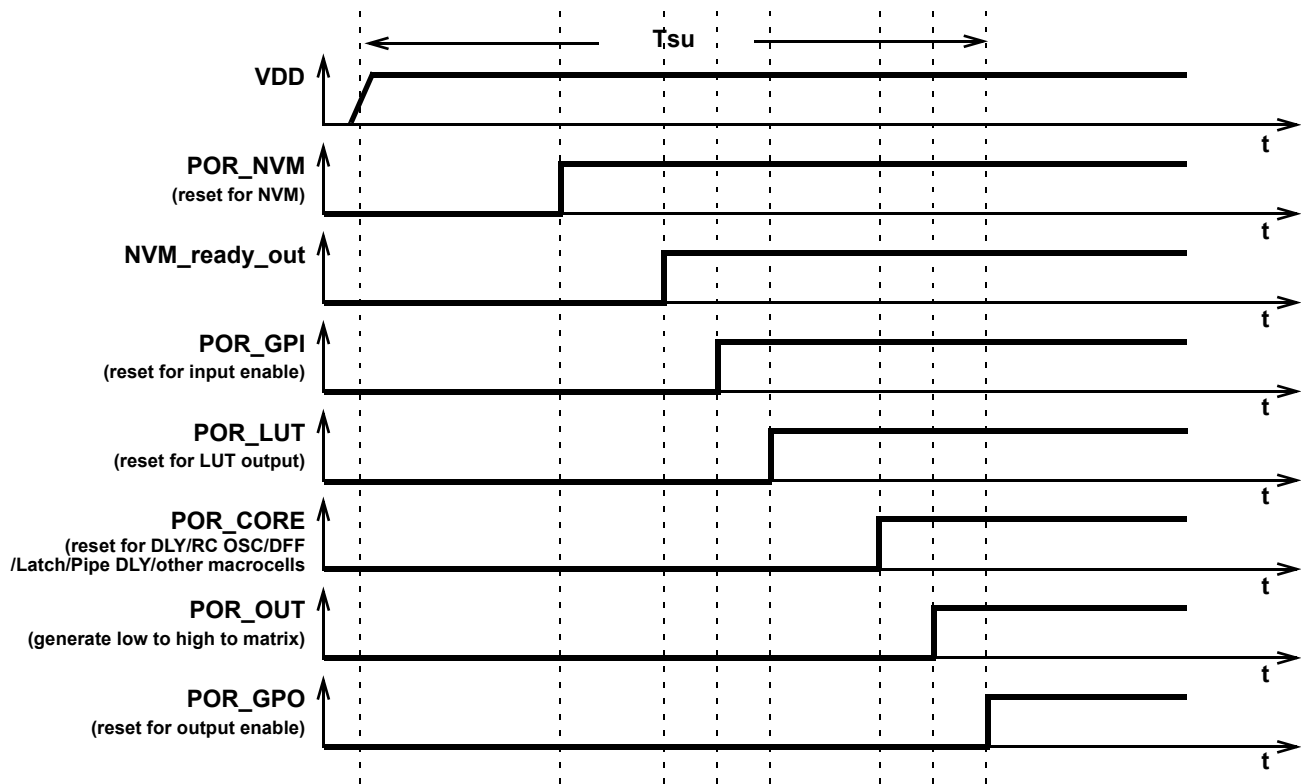 Tsu
VDD
t
POR_NVM
(reset for NVM)
t
NVM_ready_out
t
POR_GPI
(reset for input enable)
t
POR_LUT
(reset for LUT output)
t
POR_CORE
(reset for DLY/RC OSC/DFF
/Latch/Pipe DLY/other macrocells
t
POR_OUT
(generate low to high to matrix)
t
POR_GPO
(reset for output enable)
t